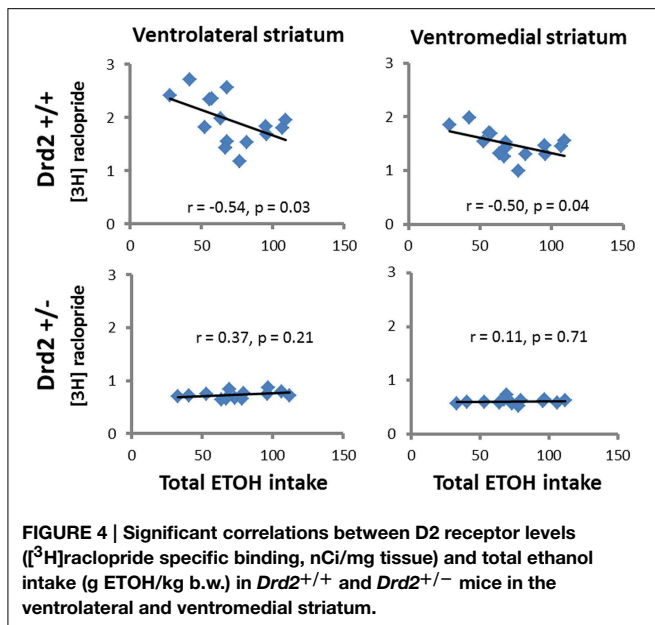 Ventrolateral striatum
Ventromedial striatum
Drd2 +/+
[3H] raclopride
3
2
1
0
r = -0.54, p = 0.03
0
50
100
150
3
2
1
0
r = -0.50, p = 0.04
0
50
100
150
Drd2 +/-
[3H] raclopride
3
2
1
0
r = 0.37, p = 0.21
0
50
100
150
Total ETOH intake
3
2
1
0
r = 0.11, p = 0.71
0
50
100
150
Total ETOH intake
FIGURE 4 | Significant correlations between D2 receptor levels
([³H]raclopride specific binding, nCi/mg tissue) and total ethanol
intake (g ETOH/kg b.w.) in Drd2⁺/⁺ and Drd2⁺/⁻ mice in the
ventrolateral and ventromedial striatum.